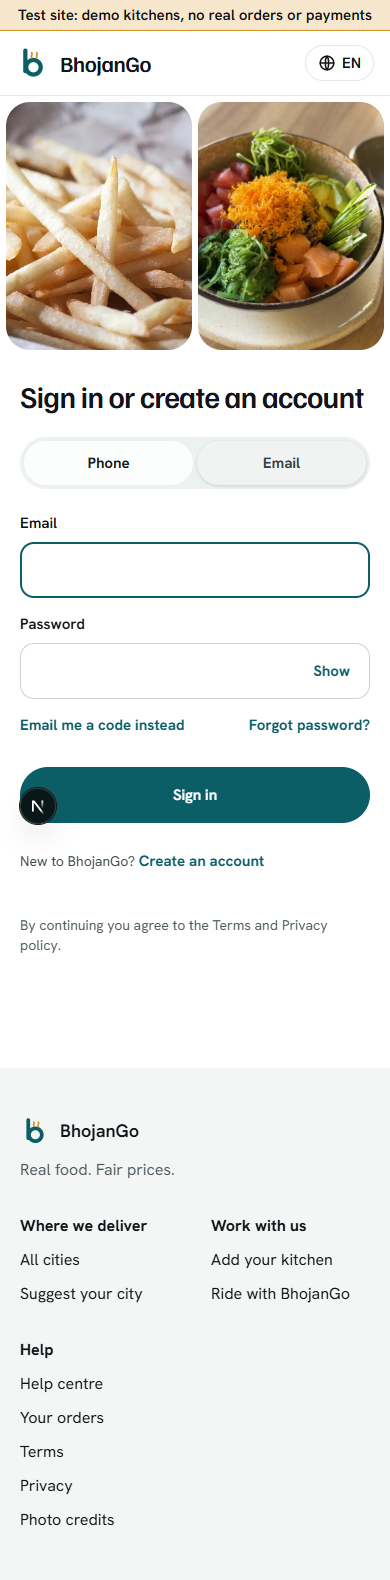 Test site: demo kitchens, no real orders or payments
BhojanGo
EN
Sign in or create an account
Phone
Email
Email
Password
Show
Email me a code instead
Forgot password?
Sign in
N
New to BhojanGo? Create an account
By continuing you agree to the Terms and Privacy
policy.
BhojanGo
Real food. Fair prices.
Where we deliver
All cities
Suggest your city
Work with us
Add your kitchen
Ride with BhojanGo
Help
Help centre
Your orders
Terms
Privacy
Photo credits